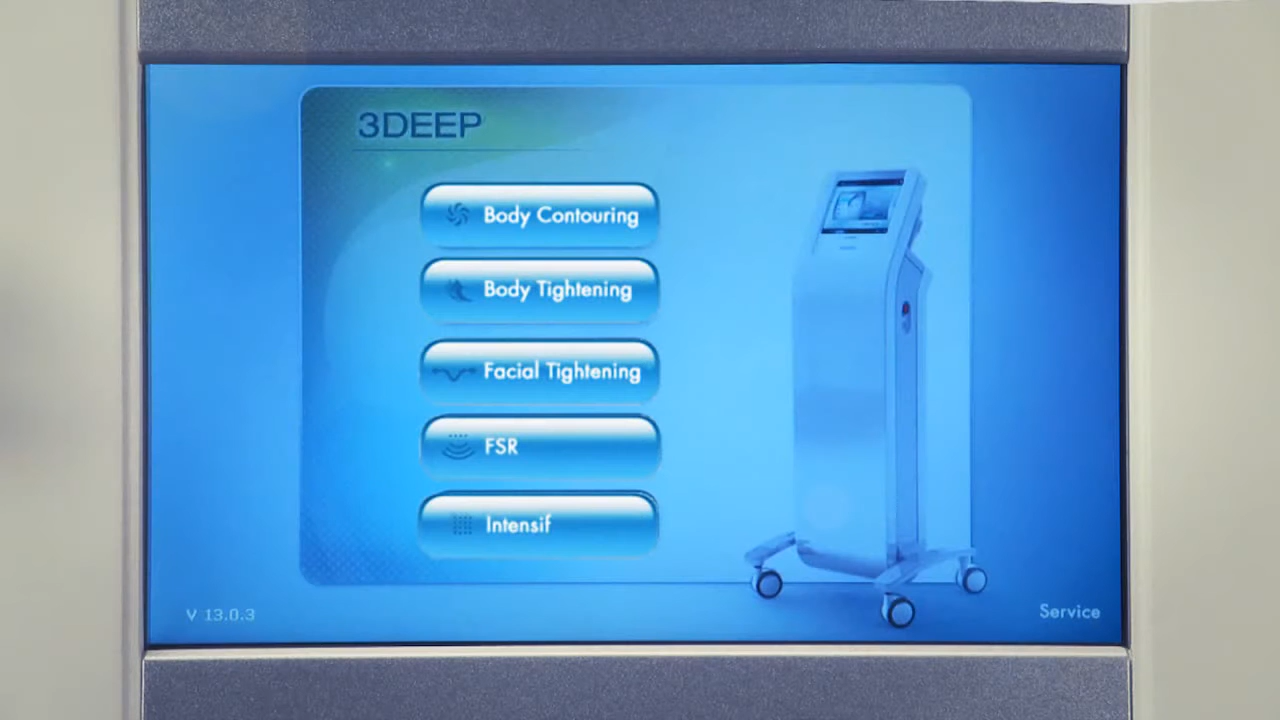 3DEEP
Body Contouring
Body Tightening
Facial Tightening
FSR
Intensif
V 13.0.3
Service